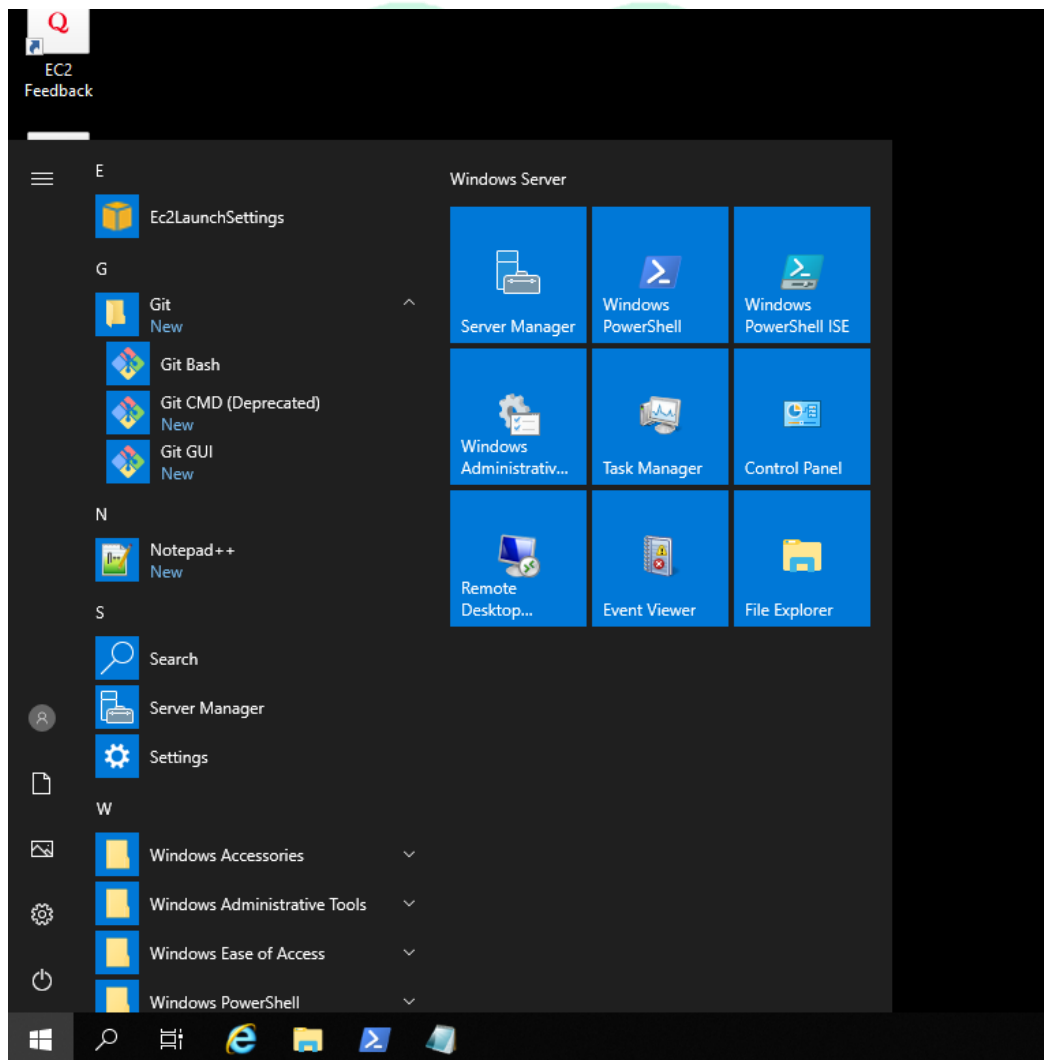 Q
EC2
Feedback
E
Ec2LaunchSettings
G
Git
New
Git Bash
Git CMD (Deprecated)
New
Git GUI
New
N
Notepad++
New
S
Search
Server Manager
Settings
W
Windows Accessories
Windows Administrative Tools
Windows Ease of Access
Windows PowerShell
Windows Server
Server Manager
Windows
PowerShell
Windows
PowerShell ISE
Windows
Administrativ...
Task Manager
Control Panel
Remote
Desktop...
Event Viewer
File Explorer